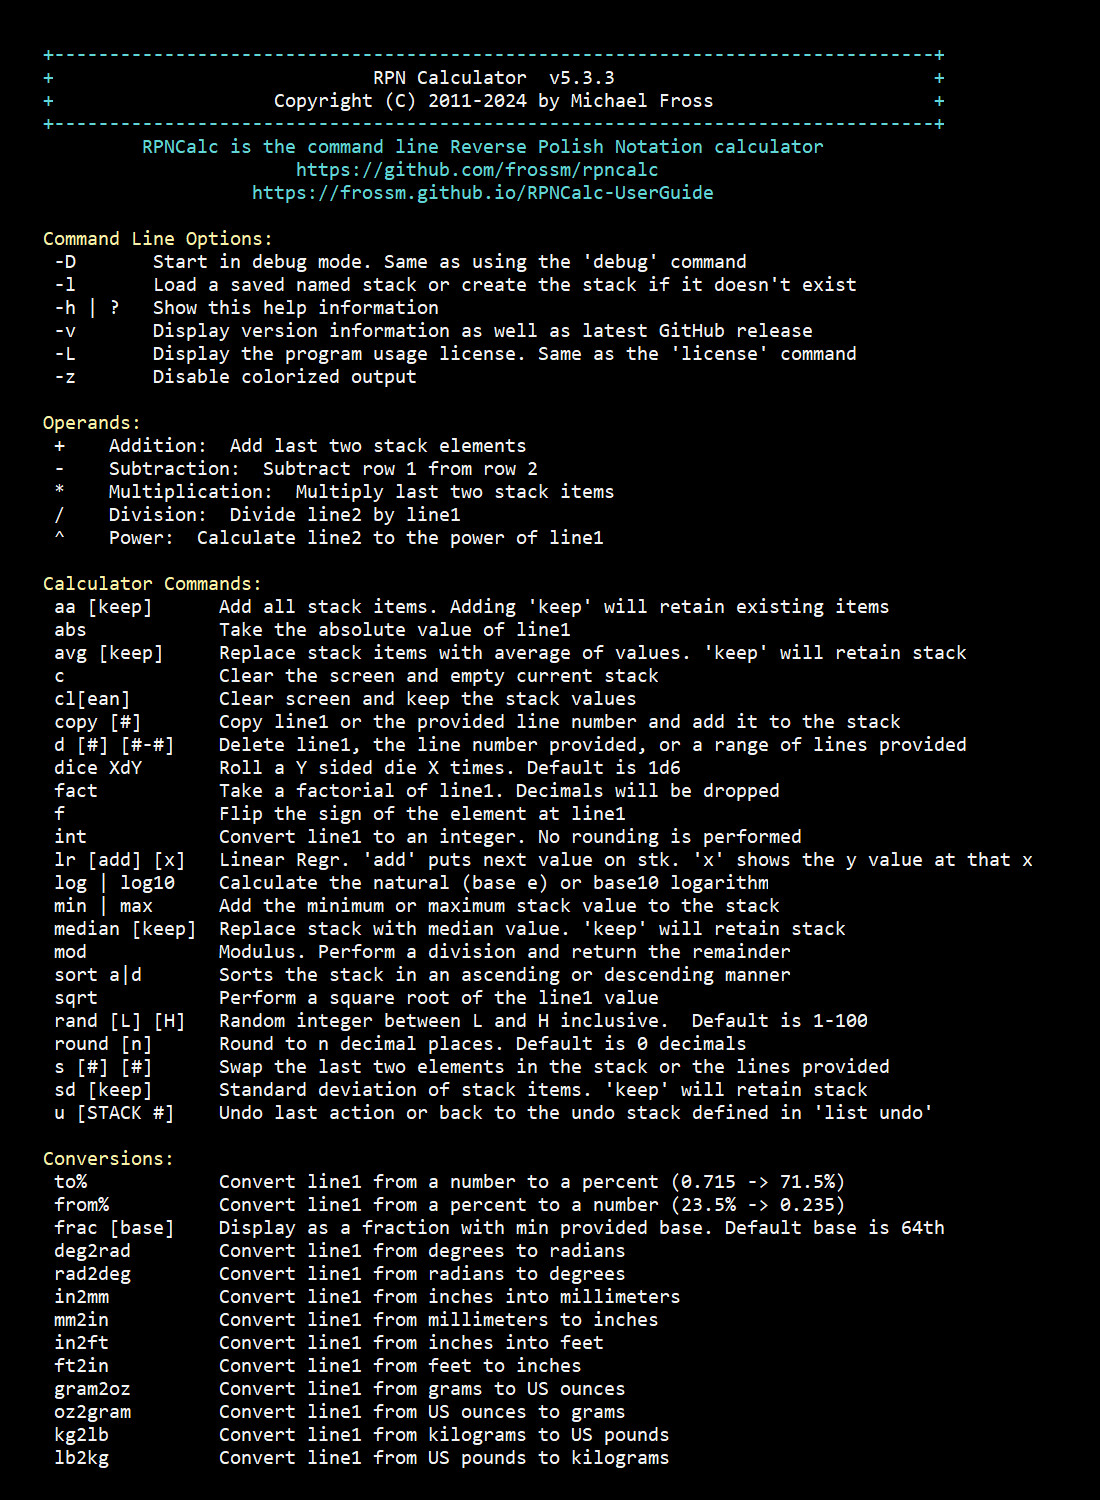 +--------------------------------------------------------------------------------+
+                             RPN Calculator  v5.3.3                             +
+                    Copyright (C) 2011-2024 by Michael Fross                    +
+--------------------------------------------------------------------------------+
         RPNCalc is the command line Reverse Polish Notation calculator
                       https://github.com/frossm/rpncalc
                   https://frossm.github.io/RPNCalc-UserGuide

Command Line Options:
 -D       Start in debug mode. Same as using the 'debug' command
 -l       Load a saved named stack or create the stack if it doesn't exist
 -h | ?   Show this help information
 -v       Display version information as well as latest GitHub release
 -L       Display the program usage license. Same as the 'license' command
 -z       Disable colorized output

Operands:
 +    Addition:  Add last two stack elements
 -    Subtraction:  Subtract row 1 from row 2
 *    Multiplication:  Multiply last two stack items
 /    Division:  Divide line2 by line1
 ^    Power:  Calculate line2 to the power of line1

Calculator Commands:
 aa [keep]      Add all stack items. Adding 'keep' will retain existing items
 abs            Take the absolute value of line1
 avg [keep]     Replace stack items with average of values. 'keep' will retain stack
 c              Clear the screen and empty current stack
 cl[ean]        Clear screen and keep the stack values
 copy [#]       Copy line1 or the provided line number and add it to the stack
 d [#] [#-#]    Delete line1, the line number provided, or a range of lines provided
 dice XdY       Roll a Y sided die X times. Default is 1d6
 fact           Take a factorial of line1. Decimals will be dropped
 f              Flip the sign of the element at line1
 int            Convert line1 to an integer. No rounding is performed
 lr [add] [x]   Linear Regr. 'add' puts next value on stk. 'x' shows the y value at that x
 log | log10    Calculate the natural (base e) or base10 logarithm
 min | max      Add the minimum or maximum stack value to the stack
 median [keep]  Replace stack with median value. 'keep' will retain stack
 mod            Modulus. Perform a division and return the remainder
 sort a|d       Sorts the stack in an ascending or descending manner
 sqrt           Perform a square root of the line1 value
 rand [L] [H]   Random integer between L and H inclusive.  Default is 1-100
 round [n]      Round to n decimal places. Default is 0 decimals
 s [#] [#]      Swap the last two elements in the stack or the lines provided
 sd [keep]      Standard deviation of stack items. 'keep' will retain stack
 u [STACK #]    Undo last action or back to the undo stack defined in 'list undo'

Conversions:
 to%            Convert line1 from a number to a percent (0.715 -> 71.5%)
 from%          Convert line1 from a percent to a number (23.5% -> 0.235)
 frac [base]    Display as a fraction with min provided base. Default base is 64th
 deg2rad        Convert line1 from degrees to radians
 rad2deg        Convert line1 from radians to degrees
 in2mm          Convert line1 from inches into millimeters
 mm2in          Convert line1 from millimeters to inches
 in2ft          Convert line1 from inches into feet
 ft2in          Convert line1 from feet to inches
 gram2oz        Convert line1 from grams to US ounces
 oz2gram        Convert line1 from US ounces to grams
 kg2lb          Convert line1 from kilograms to US pounds
 lb2kg          Convert line1 from US pounds to kilograms